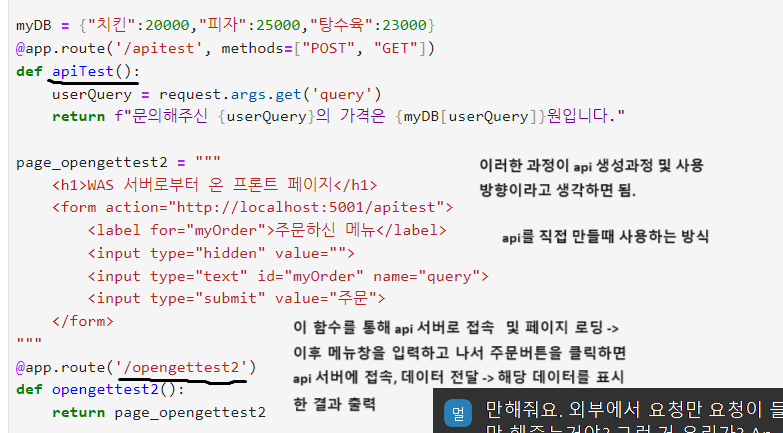 myDB = {"치킨":20000,"피자":25000,"탕수육":23000}
@app.route('/apitest', methods=["POST", "GET"])
def apiTest():
userQuery = request.args.get('query')
return f"문의해주신 {userQuery}의 가격은 {myDB[userQuery]}원입니다."
page_opengettest2 = """
<h1>WAS 서버로부터 온 프론트 페이지</h1>
<form action="http://localhost:5001/apitest">
<label for="myOrder">주문하신 메뉴</label>
<input type="hidden" value="">
<input type="text" id="myOrder" name="query">
<input type="submit" value="주문">
</form>
"""
@app.route('/opengettest2')
def opengettest2():
return page_opengettest2
이러한 과정이 api 생성과정 및 사용
방향이라고 생각하면 됨.
api를 직접 만들때 사용하는 방식
이 함수를 통해 api 서버로 접속 및 페이지 로딩 ->
이후 메뉴창을 입력하고 나서 주문버튼을 클릭하면
api 서버에 접속, 데이터 전달 -> 해당 데이터를 표시
한 결과 출력
멀
만해줘요. 외부에서 요청만 요청이 들